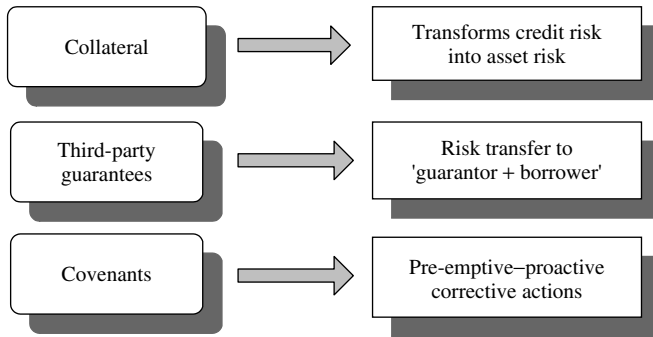 Collateral
Transforms credit risk
into asset risk
Third-party
guarantees
Risk transfer to
'guarantor + borrower'
Covenants
Pre-emptive–proactive
corrective actions